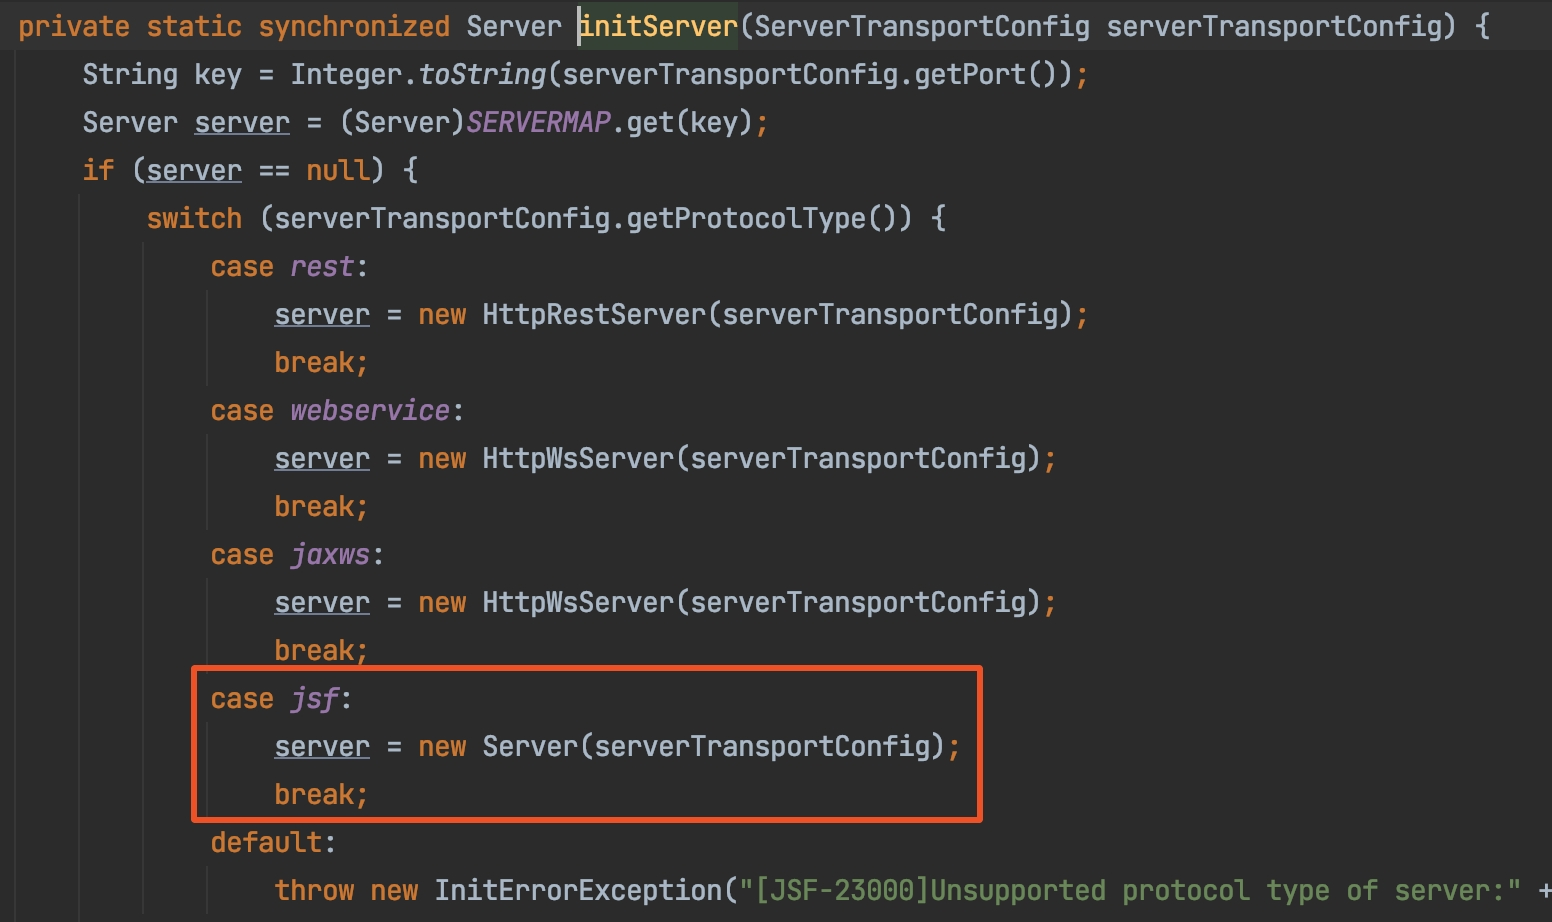 private static synchronized Server initServer(ServerTransportConfig serverTransportConfig) {
String key = Integer.toString(serverTransportConfig.getPort());
Server server = (Server)SERVERMAP.get(key);
if (server == null) {
switch (serverTransportConfig.getProtocolType()) {
case rest:
server = new HttpRestServer(serverTransportConfig);
break;
case webservice:
server = new HttpWsServer(serverTransportConfig);
break;
case jaxws:
server = new HttpWsServer(serverTransportConfig);
break;
case jsf:
server = new Server(serverTransportConfig);
break;
default:
throw new InitErrorException("[JSF-23000]Unsupported protocol type of server:" +